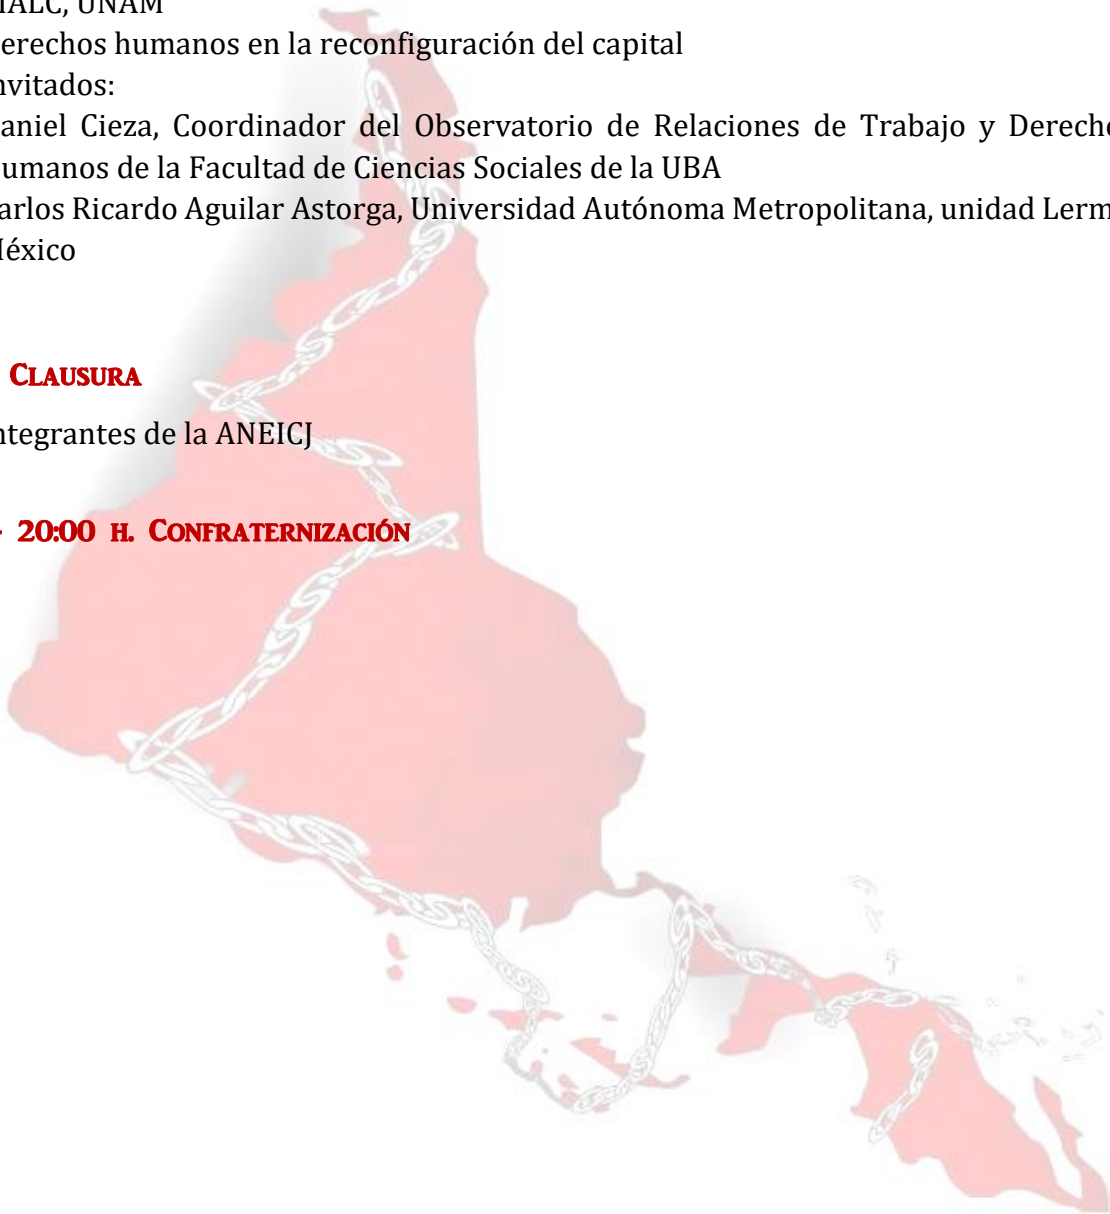 IALC, UNAM
erechos humanos en la reconfiguración del capital
nvitados:
aniel Cieza, Coordinador del Observatorio de Relaciones de Trabajo y Derecho
umanos de la Facultad de Ciencias Sociales de la UBA
arlos Ricardo Aguilar Astorga, Universidad Autónoma Metropolitana, unidad Lerm
México
CLAUSURA
ntegrantes de la ANEICJ
- 20:00 H. CONFRATERNIZACIÓN